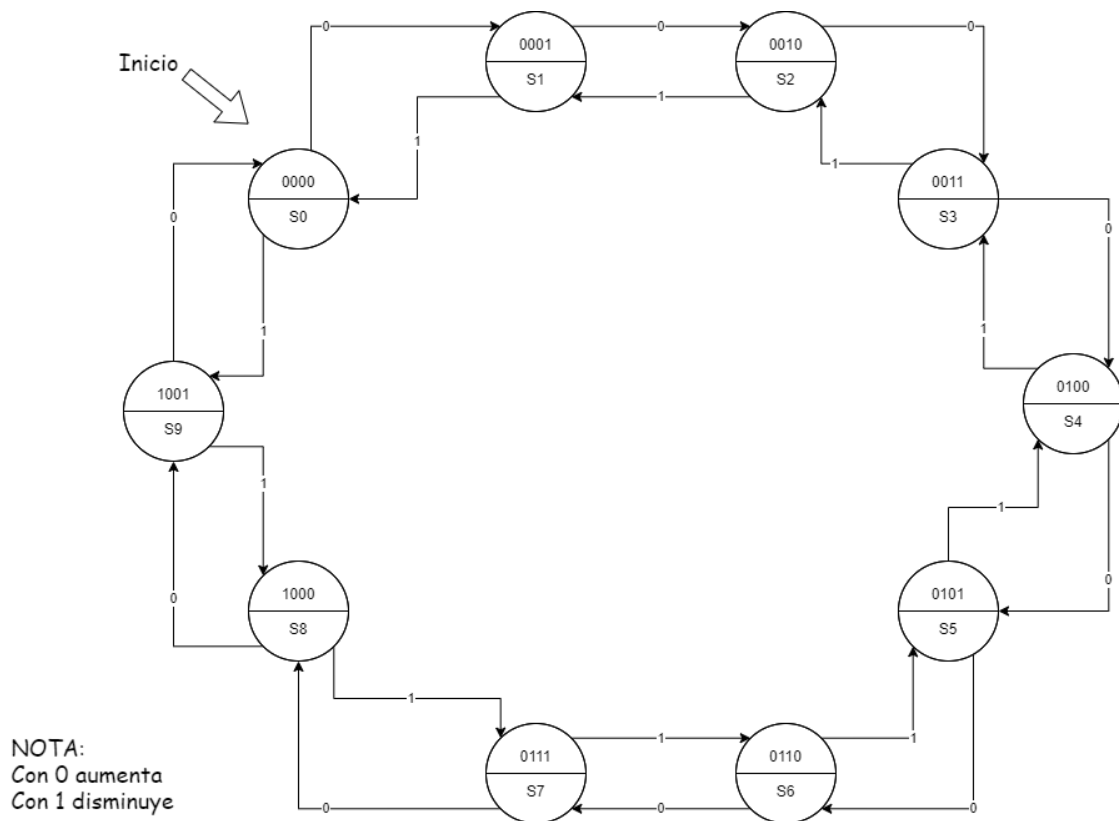 0
0001
S1
0
0010
S2
0
Inicio
1
1
0000
S0
1
0011
S3
0
0
1
1
1001
S9
0100
S4
1
1
0
1000
S8
0101
S5
0
1
1
1
NOTA:
Con 0 aumenta
Con 1 disminuye
0111
S7
0110
S6
0
0
0